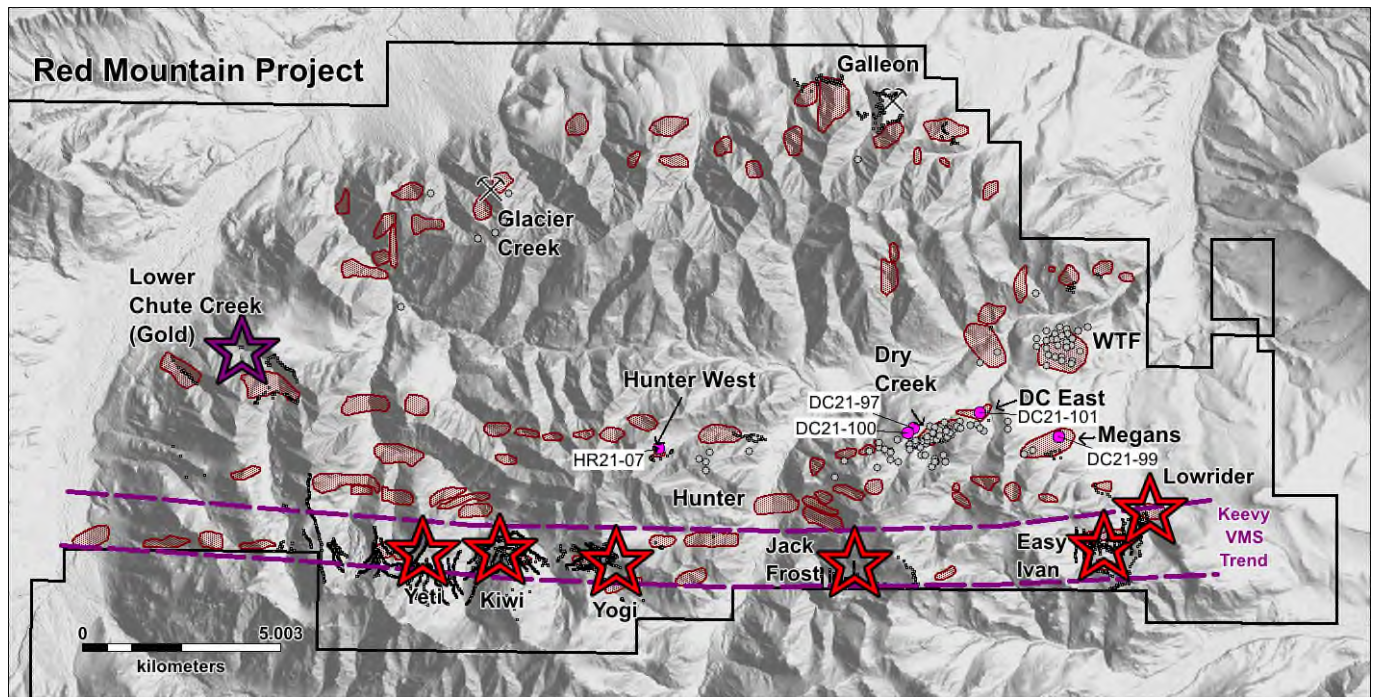 Red Mountain Project
Galleon
Glacier
Creek
Lower
Chute Creek
(Gold)
WTF
Dry
Creek
Hunter West
DC East
DC21-97
DC21-101
DC21-100
Megans
HR21-07
DC21-99
Lowrider
Hunter
Keevy
VMS
Trend
Jack
Frost
Easy
Ivan
Yeti
Kiwi
Yogi
0
5.003
kilometers